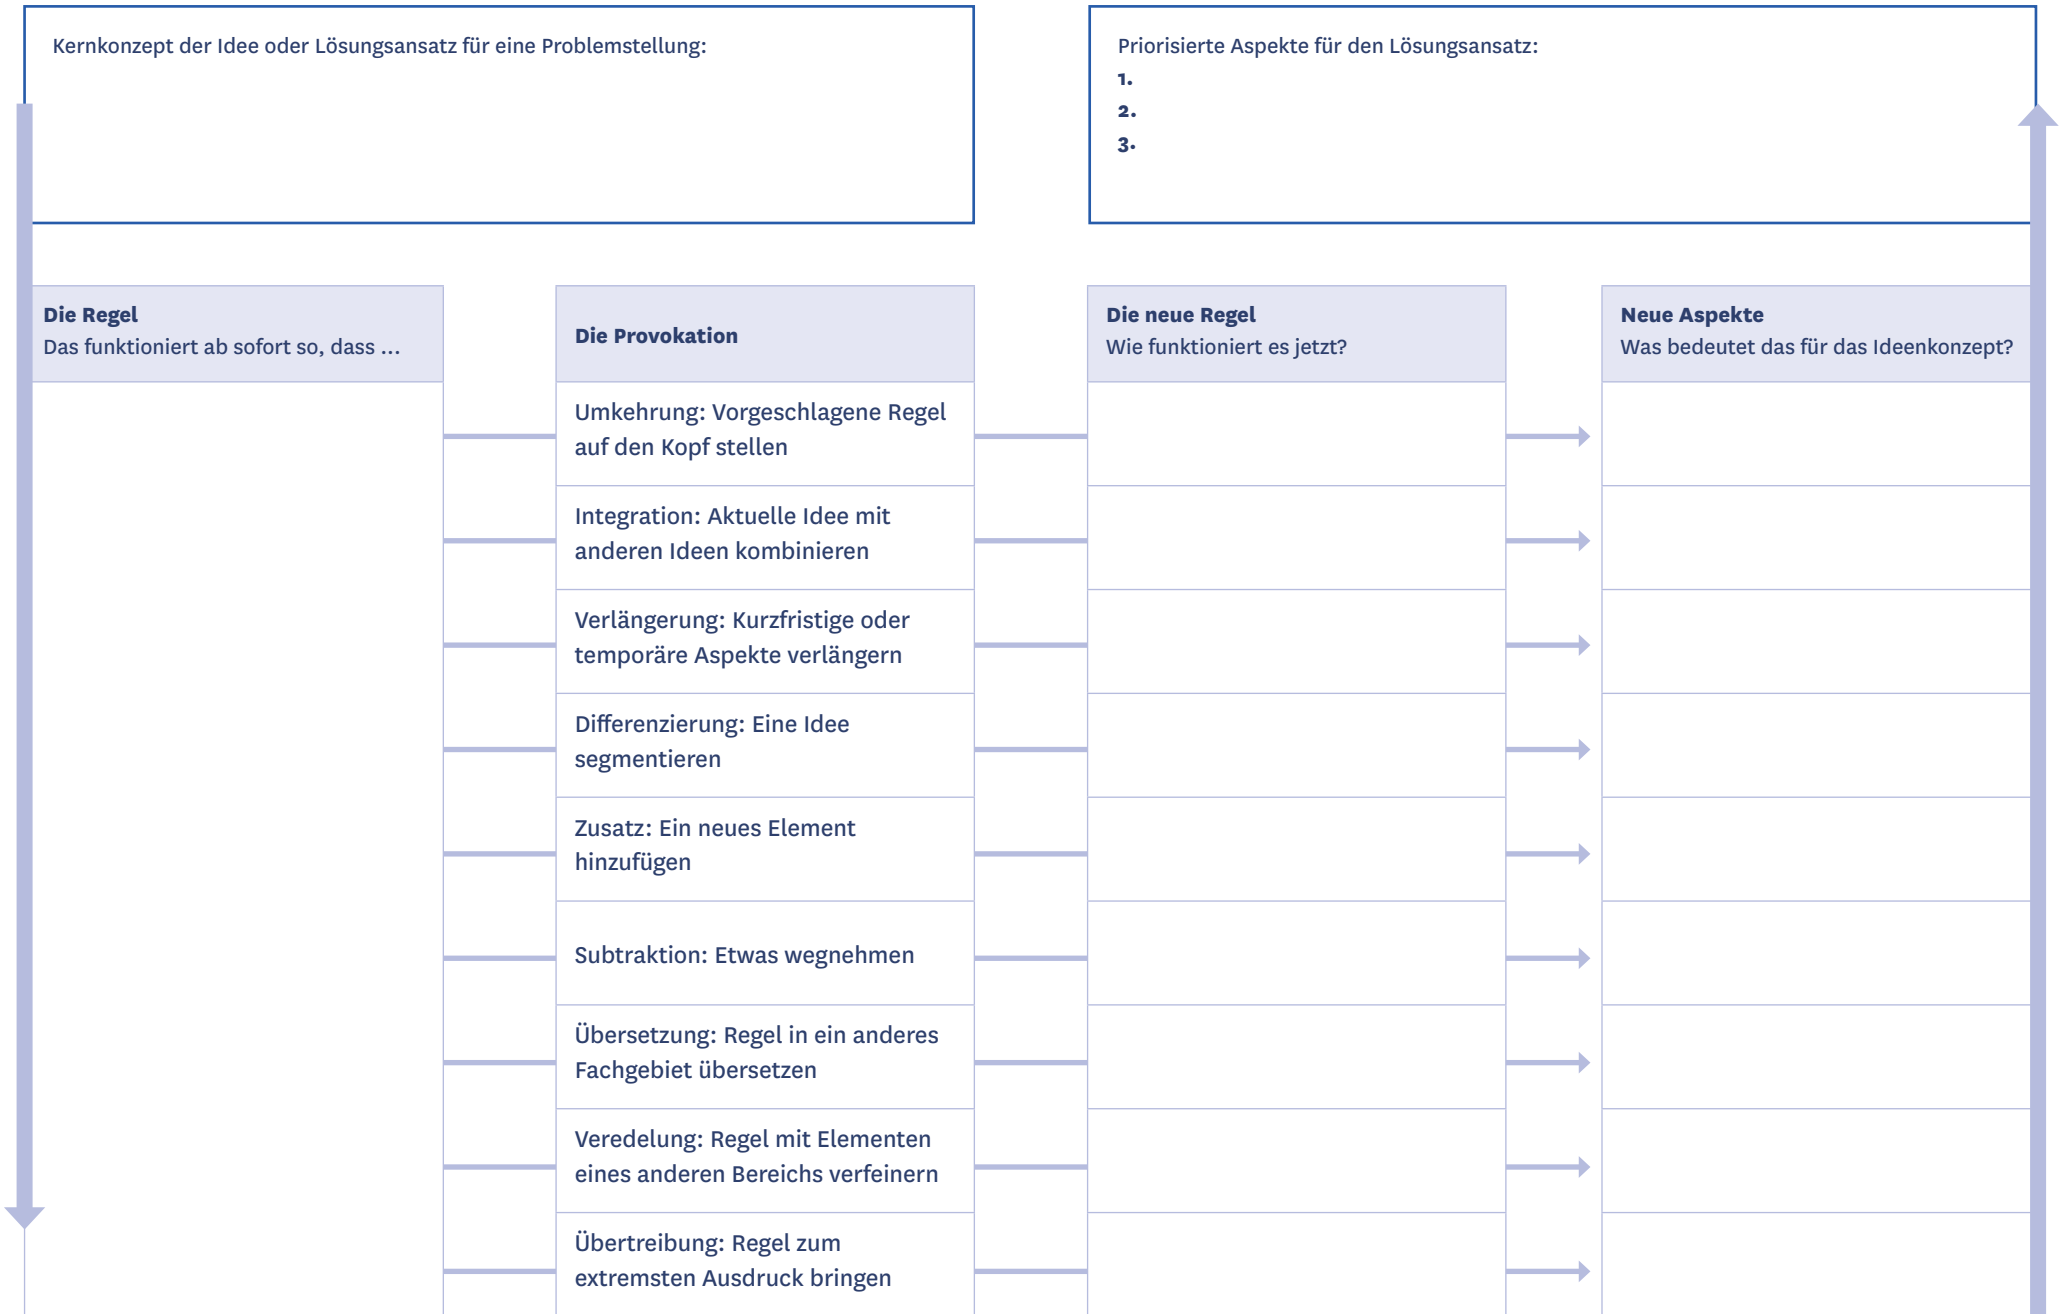 Kernkonzept der Idee oder Lösungsansatz für eine Problemstellung:
Priorisierte Aspekte für den Lösungsansatz:
1.
2.
3.
Die Regel
Das funktioniert ab sofort so, dass …
Die Provokation
Die neue Regel
Wie funktioniert es jetzt?
Neue Aspekte
Was bedeutet das für das Ideenkonzept?
Umkehrung: Vorgeschlagene Regel
auf den Kopf stellen
Integration: Aktuelle Idee mit
anderen Ideen kombinieren
Verlängerung: Kurzfristige oder
temporäre Aspekte verlängern
Differenzierung: Eine Idee
segmentieren
Zusatz: Ein neues Element
hinzufügen
Subtraktion: Etwas wegnehmen
Übersetzung: Regel in ein anderes
Fachgebiet übersetzen
Veredelung: Regel mit Elementen
eines anderen Bereichs verfeinern
Übertreibung: Regel zum
extremsten Ausdruck bringen